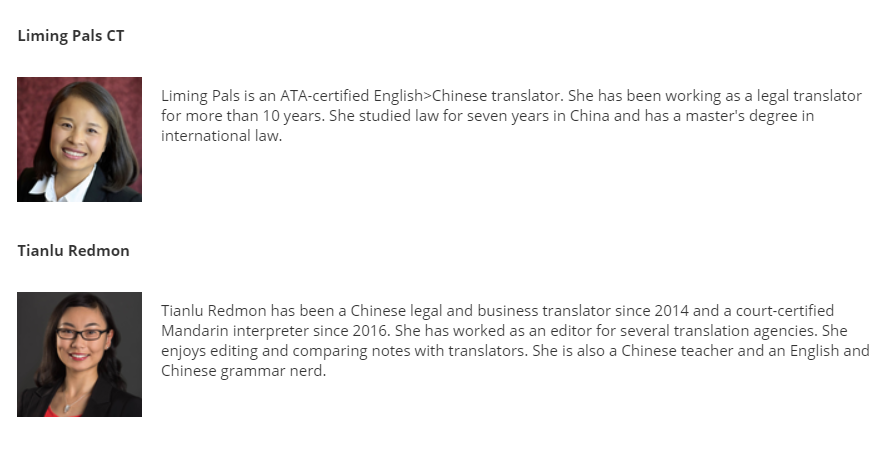 Liming Pals CT
Liming Pals is an ATA-certified English>Chinese translator. She has been working as a legal translator
for more than 10 years. She studied law for seven years in China and has a master's degree in
international law.
Tianlu Redmon
Tianlu Redmon has been a Chinese legal and business translator since 2014 and a court-certified
Mandarin interpreter since 2016. She has worked as an editor for several translation agencies. She
enjoys editing and comparing notes with translators. She is also a Chinese teacher and an English and
Chinese grammar nerd.